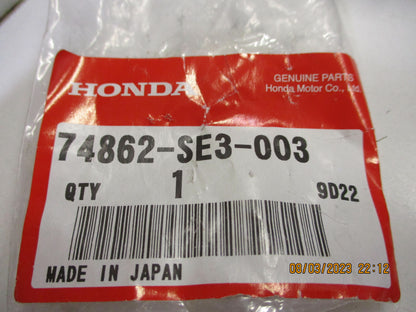 HONDA
GENUINE PARTS
Honda Motor Co., Ltd.
74862-SE3-003
QTY 1 9D22
MADE IN JAPAN
08/03/2023 22:12